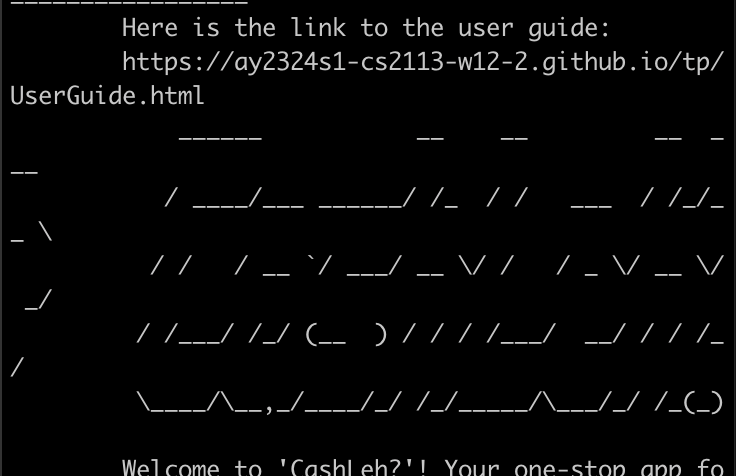 _________________
        Here is the link to the user guide:
        https://ay2324s1-cs2113-w12-2.github.io/tp/
UserGuide.html
            ______           __    __         __  _
__
           / ____/___ ______/ /_  / /   ___  / /_/_
_ \
          / /   / __ `/ ___/ __ \/ /   / _ \/ __ \/
 _/
         / /___/ /_/ (__  ) / / / /___/  __/ / / /_
/
         \____/\__,_/____/_/ /_/_____/\___/_/ /_(_)

        Welcome to 'CashLeh?'! Your one-stop app fo